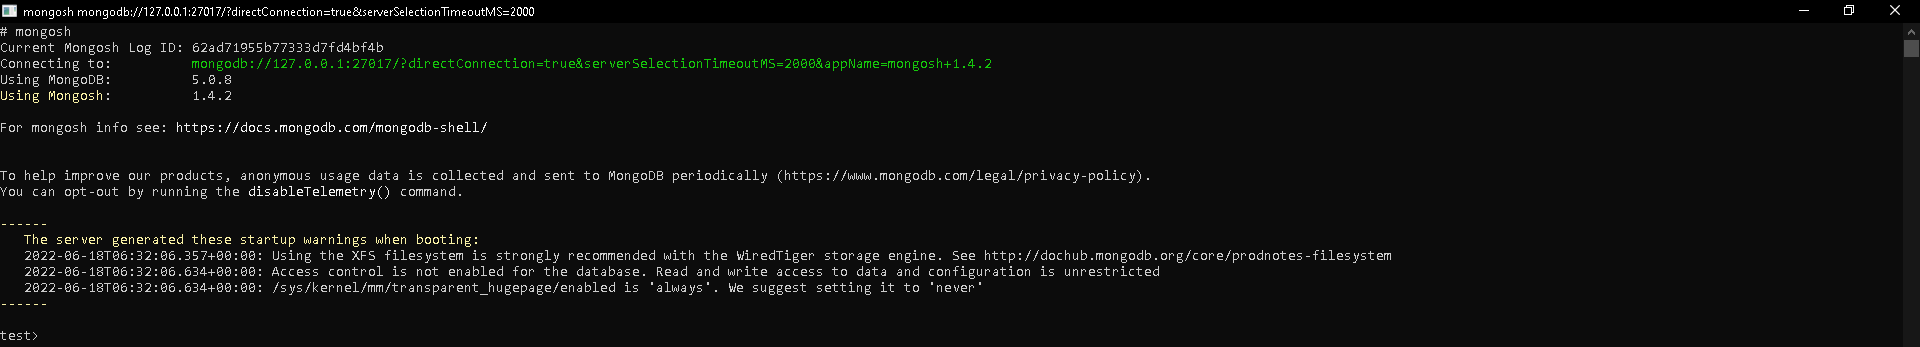 mongosh mongodb://127.0.0.1:27017/?directConnection=true&serverSelectionTimeoutMS=2000
# mongosh
Current Mongosh Log ID: 62ad71955b77333d7fd4bf4b
Connecting to: mongodb://127.0.0.1:27017/?directConnection=true&serverSelectionTimeoutMS=2000&appName=mongosh+1.4.2
Using MongoDB: 5.0.8
Using Mongosh: 1.4.2
For mongosh info see: https://docs.mongodb.com/mongodb-shell/
To help improve our products, anonymous usage data is collected and sent to MongoDB periodically (https://www.mongodb.com/legal/privacy-policy).
You can opt-out by running the disableTelemetry() command.
------
The server generated these startup warnings when booting:
2022-06-18T06:32:06.357+00:00: Using the XFS filesystem is strongly recommended with the WiredTiger storage engine. See http://dochub.mongodb.org/core/prodnotes-filesystem
2022-06-18T06:32:06.634+00:00: Access control is not enabled for the database. Read and write access to data and configuration is unrestricted
2022-06-18T06:32:06.634+00:00: /sys/kernel/mm/transparent_hugepage/enabled is 'always'. We suggest setting it to 'never'
------
test>